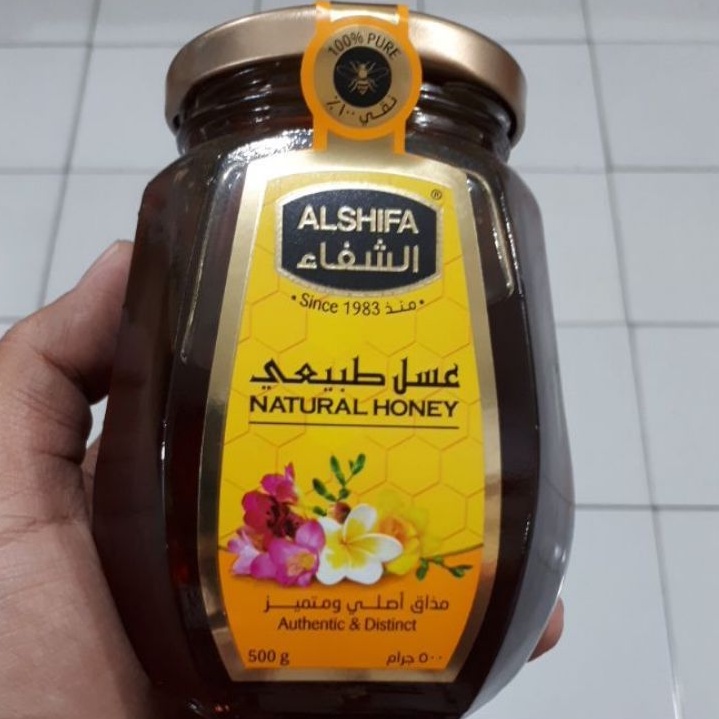 100% PURE
نقي ١٠٠٪
ALSHIFA ®
الشفاء
• Since 1983 منذ •
عسل طبيعي
NATURAL HONEY
مذاق أصلي ومتميز
Authentic & Distinct
500 g ٥٠٠ جرام